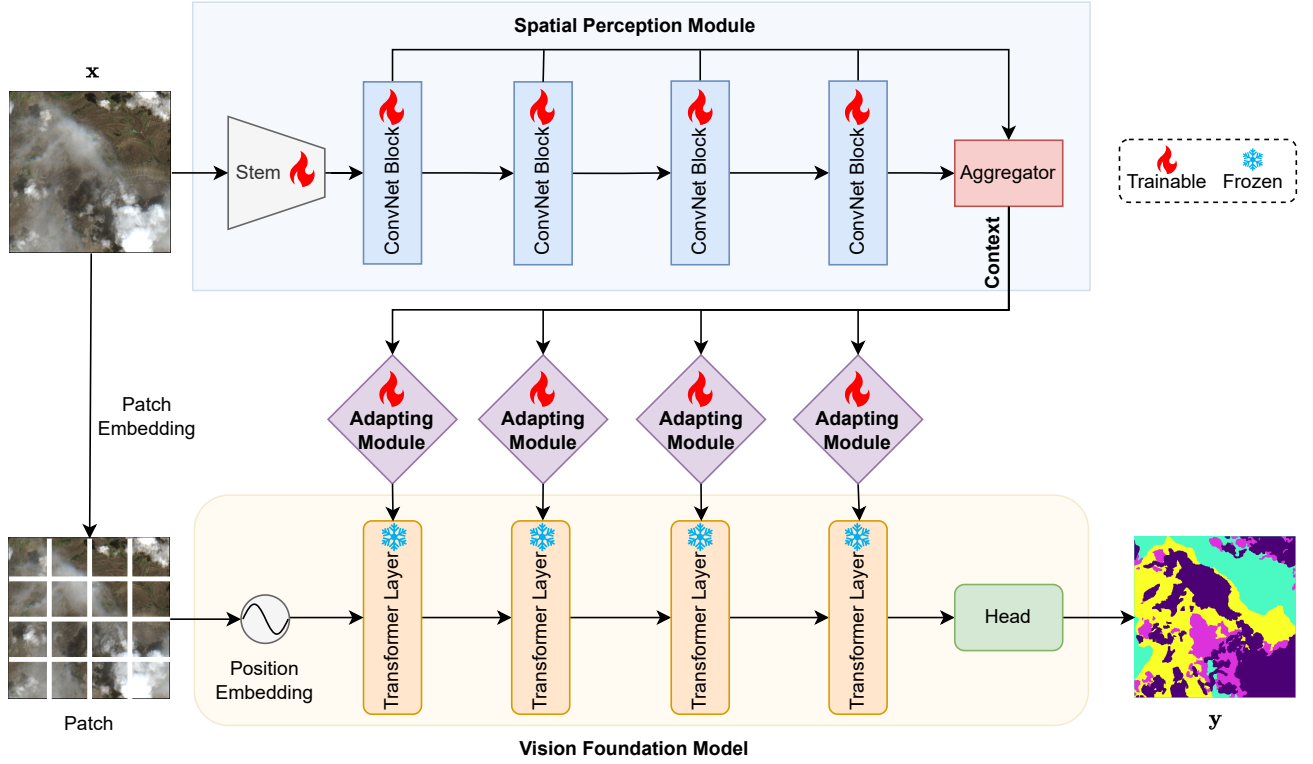 Spatial Perception Module
x
Stem
ConvNet Block
ConvNet Block
ConvNet Block
ConvNet Block
Aggregator
Trainable
Frozen
Context
Patch
Embedding
Adapting
Module
Adapting
Module
Adapting
Module
Adapting
Module
Transformer Layer
Transformer Layer
Transformer Layer
Transformer Layer
Head
Position
Embedding
Patch
y
Vision Foundation Model